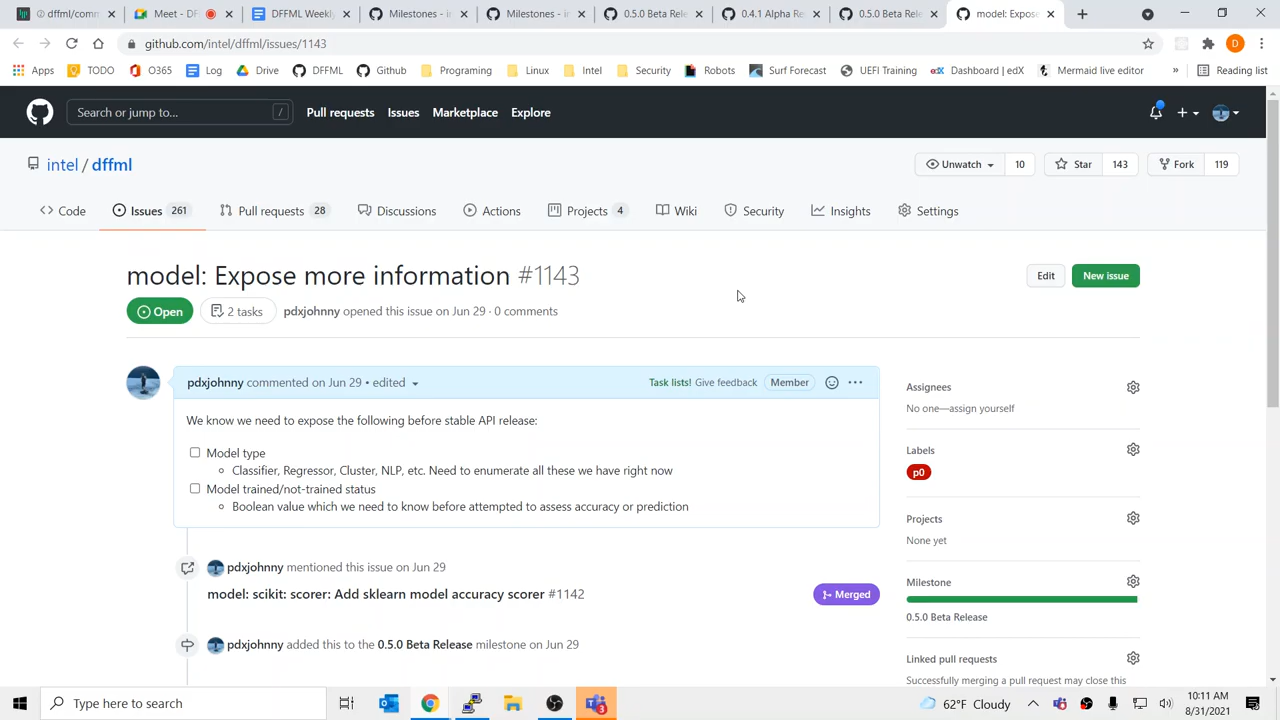 dffml/com
Meet - D
DFFML Weekly
Milestones - i
Milestones - in
0.5.0 Beta Rele
0.4.1 Alpha Re
0.5.0 Beta Rele
model: Expose
github.com/intel/dffml/issues/1143
D
Apps TODO O365 Log Drive DFFML Github Programing Linux Intel Security Robots Surf Forecast UEFI Training edX Dashboard | edX Mermaid live editor » Reading list
Search or jump to... /
Pull requests Issues Marketplace Explore
intel / dffml
Unwatch 10 Star 143 Fork 119
Code Issues 261 Pull requests 28 Discussions Actions Projects 4 Wiki Security Insights Settings
model: Expose more information #1143
Edit New issue
Open 2 tasks pdxjohnny opened this issue on Jun 29 · 0 comments
pdxjohnny commented on Jun 29 • edited
Task lists! Give feedback Member
We know we need to expose the following before stable API release:
Model type
Classifier, Regressor, Cluster, NLP, etc. Need to enumerate all these we have right now
Model trained/not-trained status
Boolean value which we need to know before attempted to assess accuracy or prediction
pdxjohnny mentioned this issue on Jun 29
model: scikit: scorer: Add sklearn model accuracy scorer #1142
Merged
pdxjohnny added this to the 0.5.0 Beta Release milestone on Jun 29
Assignees
No one—assign yourself
Labels
p0
Projects
None yet
Milestone
0.5.0 Beta Release
Linked pull requests
Successfully merging a pull request may close this
Type here to search
3
62°F Cloudy
10:11 AM
8/31/2021